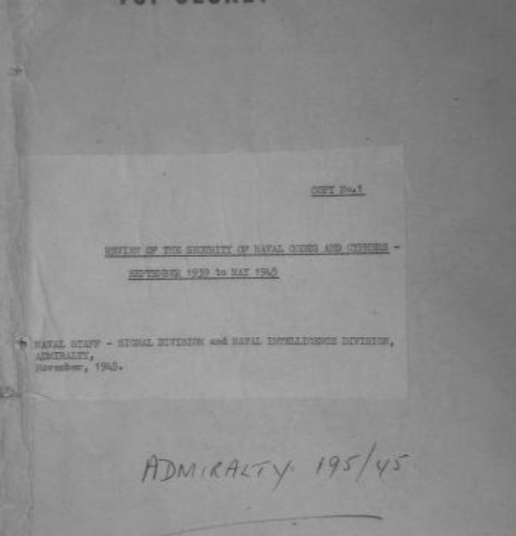 TOP SECRET
COPY No.1
REVIEW OF THE SECURITY OF NAVAL CODES AND CYPHERS -
SEPTEMBER 1939 to MAY 1945
NAVAL STAFF - SIGNAL DIVISION and NAVAL INTELLIGENCE DIVISION,
ADMIRALTY,
November, 1945.
ADMIRALTY. 195/45